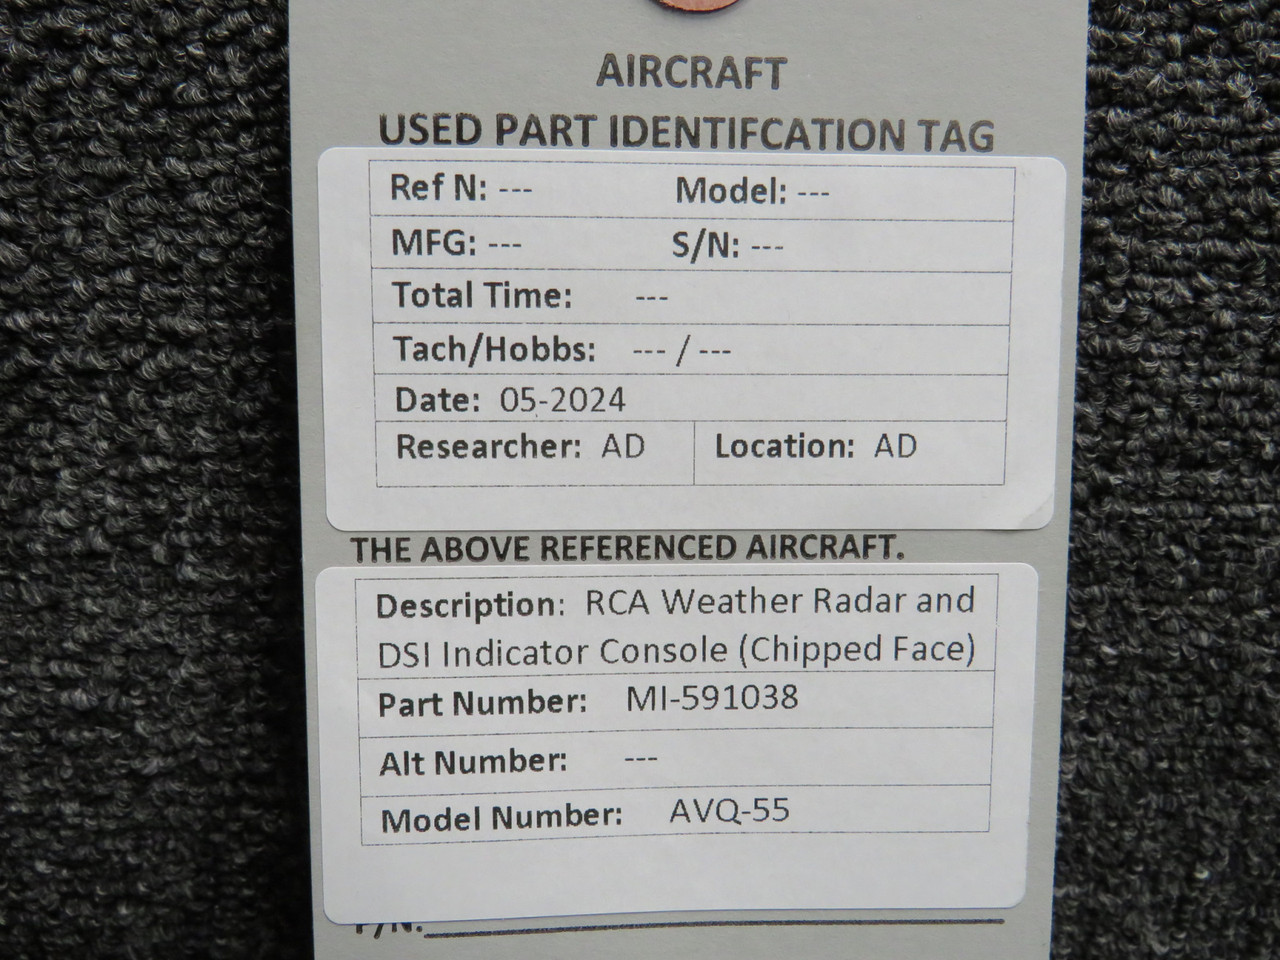 AIRCRAFT
USED PART IDENTIFCATION TAG
Ref N: --- Model: ---
MFG: --- S/N: ---
Total Time: ---
Tach/Hobbs: --- / ---
Date: 05-2024
Researcher: AD Location: AD
THE ABOVE REFERENCED AIRCRAFT.
Description: RCA Weather Radar and
DSI Indicator Console (Chipped Face)
Part Number: MI-591038
Alt Number: ---
Model Number: AVQ-55
P/N: